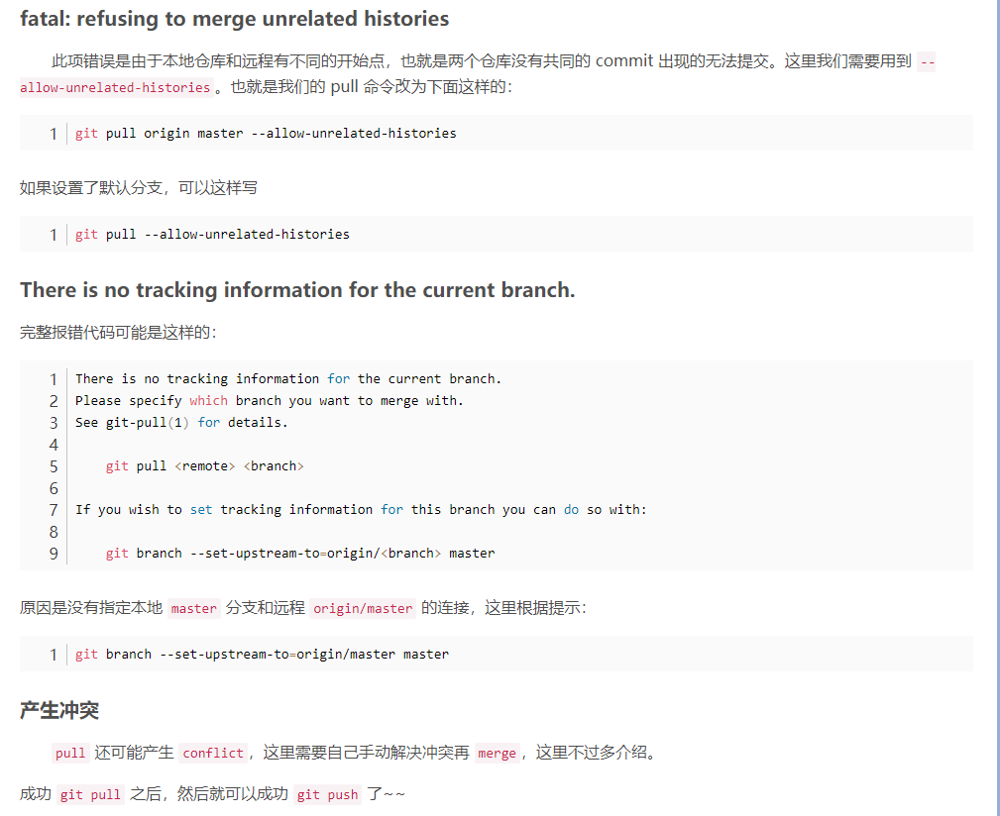 fatal: refusing to merge unrelated histories
此项错误是由于本地仓库和远程有不同的开始点，也就是两个仓库没有共同的 commit 出现的无法提交。这里我们需要用到 --
allow-unrelated-histories 。也就是我们的 pull 命令改为下面这样的：
1 git pull origin master --allow-unrelated-histories
如果设置了默认分支，可以这样写
1 git pull --allow-unrelated-histories
There is no tracking information for the current branch.
完整报错代码可能是这样的：
1 There is no tracking information for the current branch.
2 Please specify which branch you want to merge with.
3 See git-pull(1) for details.
4
5     git pull <remote> <branch>
6
7 If you wish to set tracking information for this branch you can do so with:
8
9     git branch --set-upstream-to=origin/<branch> master
原因是没有指定本地 master 分支和远程 origin/master 的连接，这里根据提示：
1 git branch --set-upstream-to=origin/master master
产生冲突
pull 还可能产生 conflict ，这里需要自己手动解决冲突再 merge ，这里不过多介绍。
成功 git pull 之后，然后就可以成功 git push 了~~